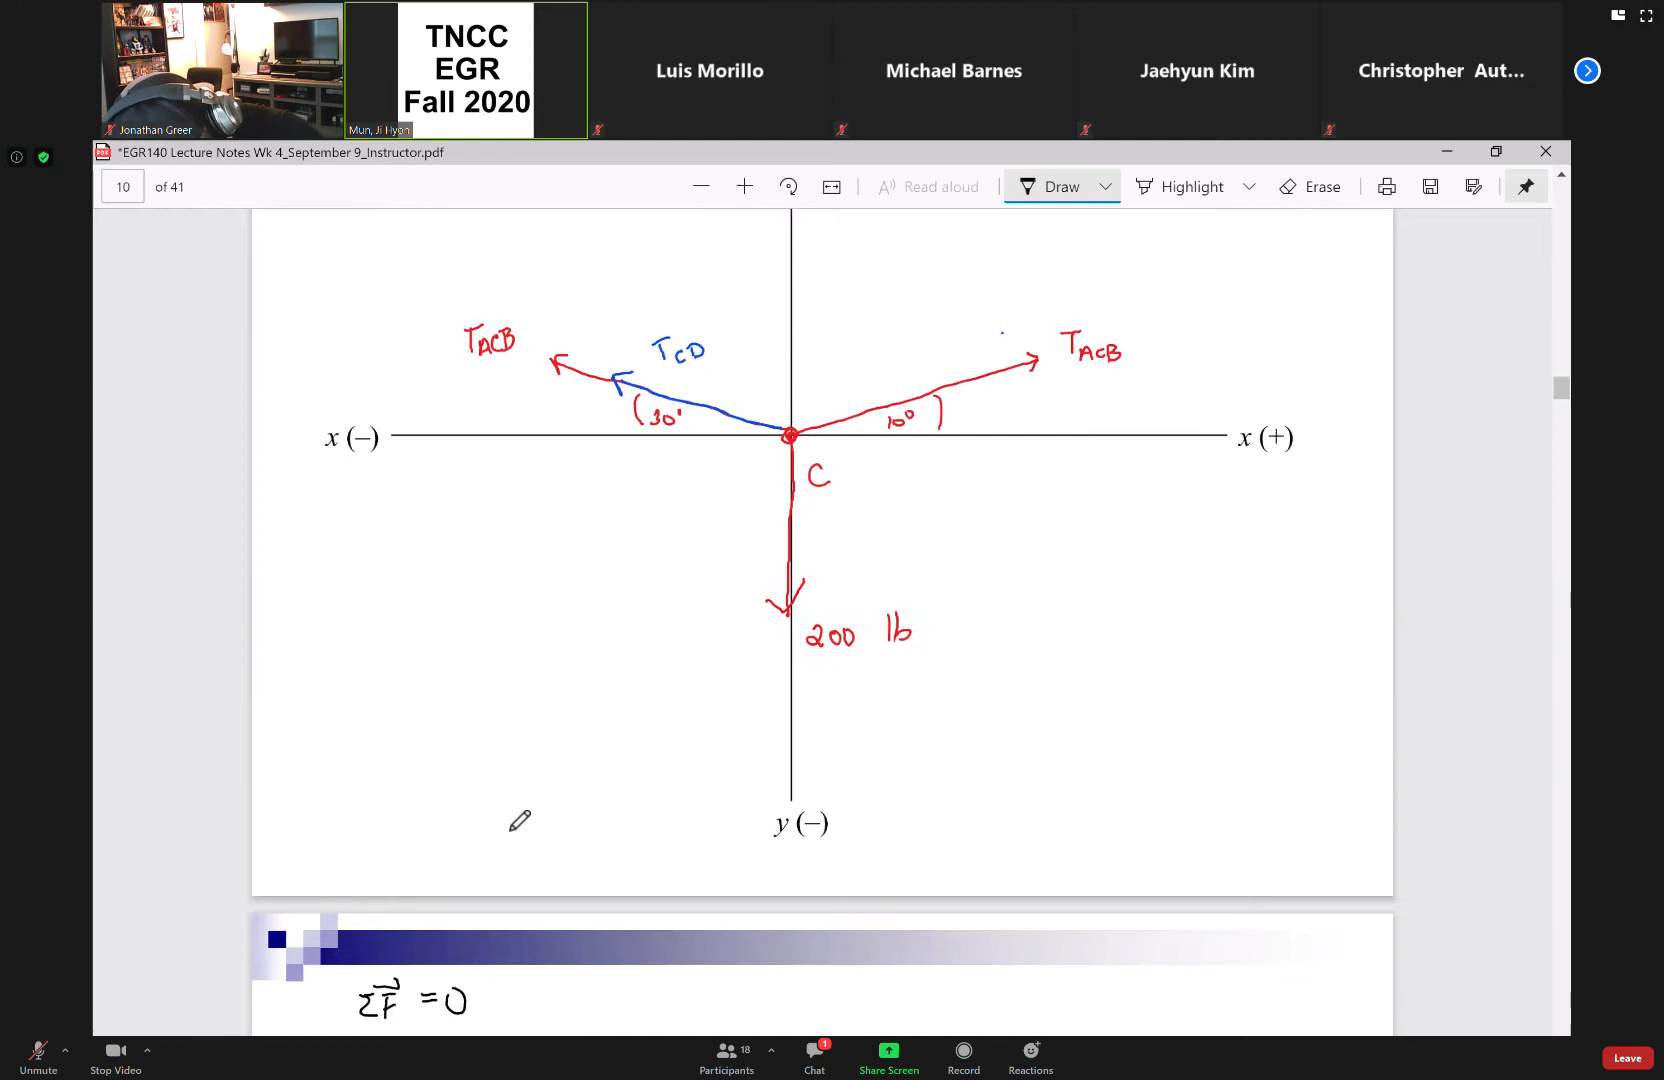 TNCC
EGR
Fall 2020
Jonathan Greer
Mun, Ji Hyon
Luis Morillo
Michael Barnes
Jaehyun Kim
Christopher Aut...
*EGR140 Lecture Notes Wk 4_September 9_Instructor.pdf
10 of 41
Read aloud
Draw
Highlight
Erase
TACB
TCD
TACB
30°
10°
x (–)
x (+)
C
200 lb
y (–)
ΣF⃗ = 0
Unmute
Stop Video
18
Participants
1
Chat
Share Screen
Record
Reactions
Leave